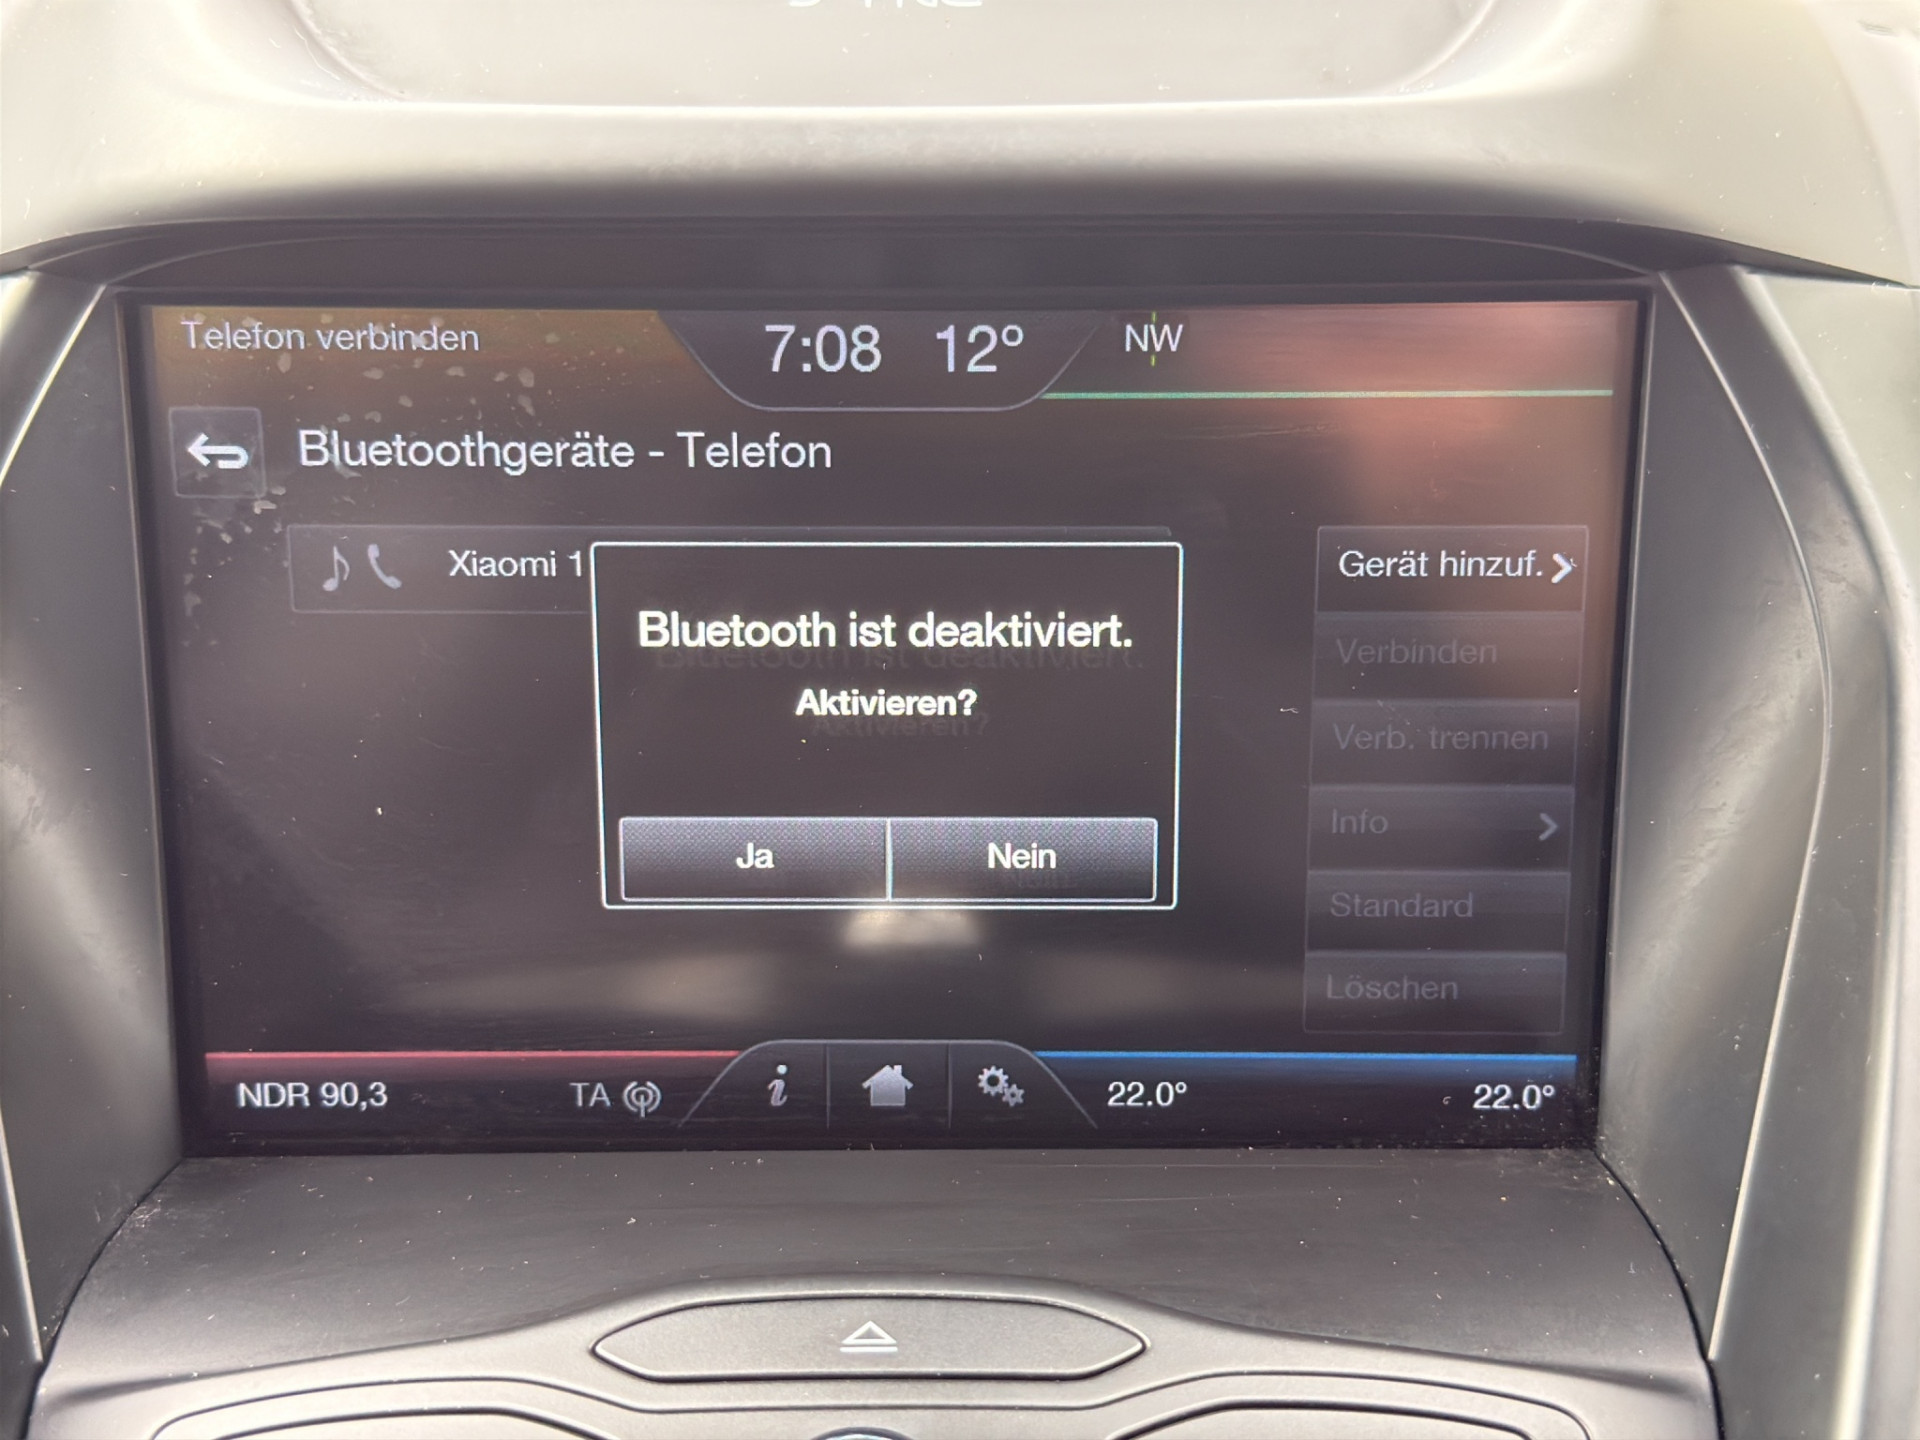 Telefon verbinden
7:08 12° NW
Bluetoothgeräte - Telefon
Xiaomi 1
Gerät hinzuf.
Bluetooth ist deaktiviert.
Aktivieren?
Verbinden
Verb. trennen
Info
Ja
Nein
Standard
Löschen
NDR 90,3
TA
22.0°
22.0°